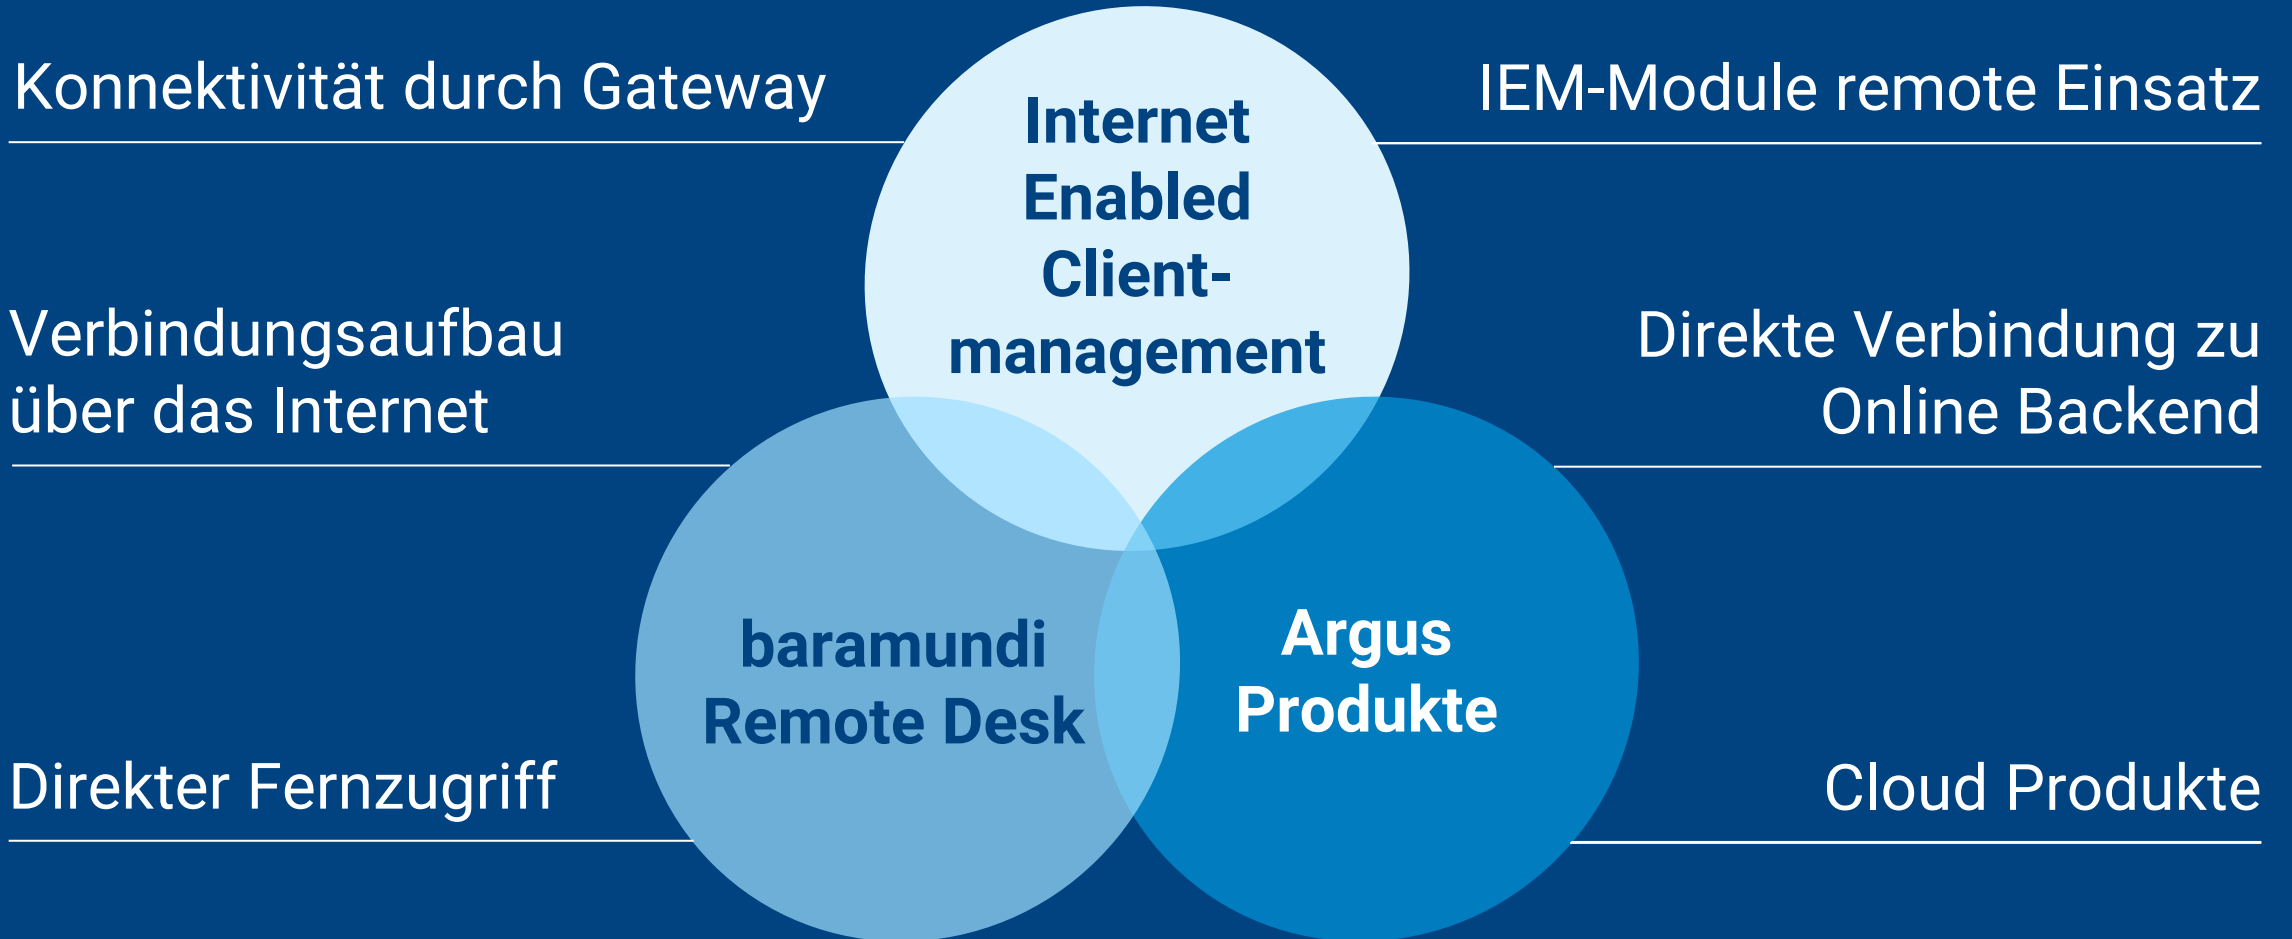 Konnektivität durch Gateway
IEM-Module remote Einsatz
Internet
Enabled
Client-
management
Verbindungsaufbau
über das Internet
Direkte Verbindung zu
Online Backend
baramundi
Remote Desk
Argus
Produkte
Direkter Fernzugriff
Cloud Produkte